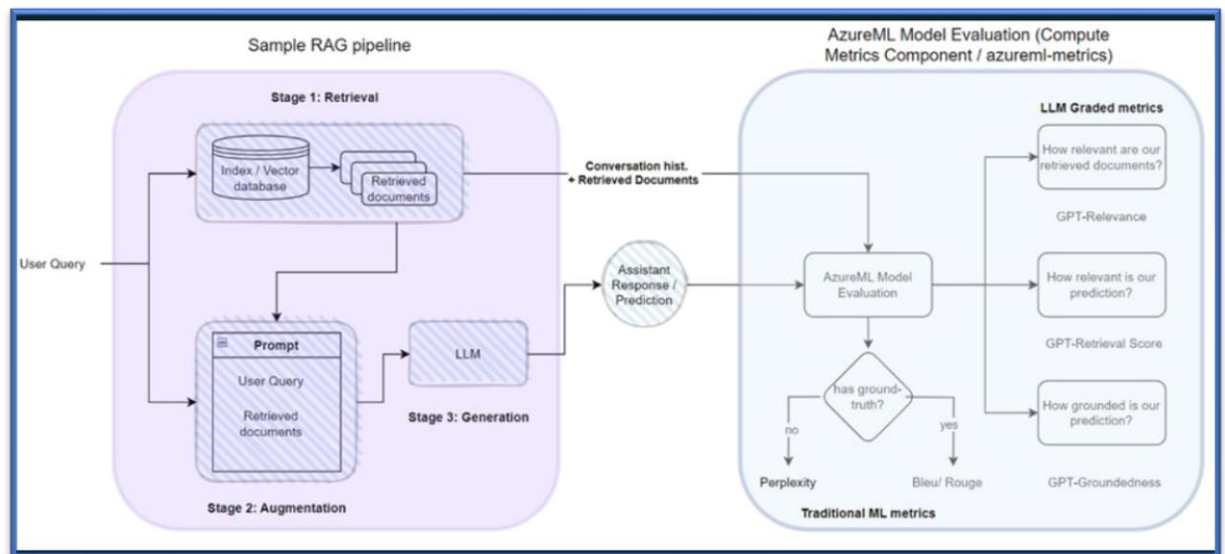 Sample RAG pipeline
Stage 1: Retrieval
Index / Vector
database
Retrieved
documents
User Query
Prompt
User Query
Retrieved
documents
Stage 2: Augmentation
LLM
Stage 3: Generation
Conversation hist.
+ Retrieved Documents
Assistant
Response /
Prediction
AzureML Model Evaluation (Compute
Metrics Component / azureml-metrics)
AzureML Model
Evaluation
has ground-
truth?
no
yes
Perplexity
Bleu/ Rouge
Traditional ML metrics
LLM Graded metrics
How relevant are our
retrieved documents?
GPT-Relevance
How relevant is our
prediction?
GPT-Retrieval Score
How grounded is our
prediction?
GPT-Groundedness